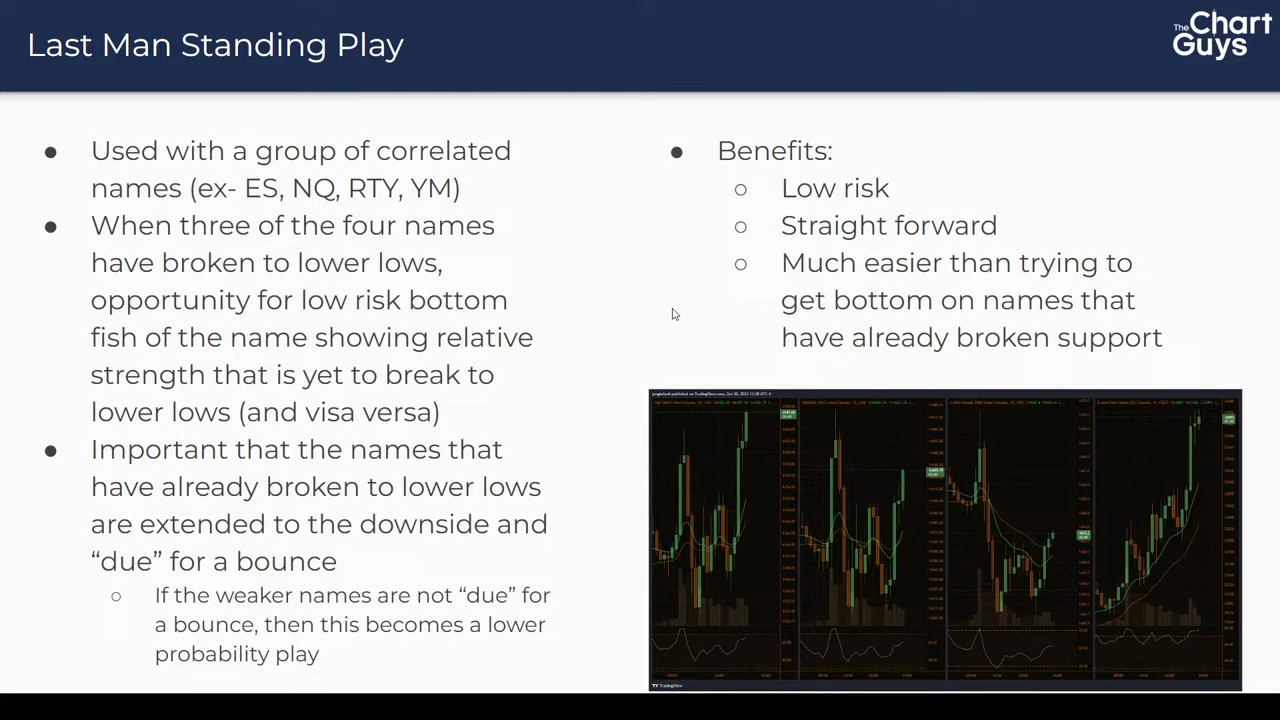 Last Man Standing Play
The Chart
Guys
● Used with a group of correlated
names (ex- ES, NQ, RTY, YM)
● When three of the four names
have broken to lower lows,
opportunity for low risk bottom
fish of the name showing relative
strength that is yet to break to
lower lows (and visa versa)
● Important that the names that
have already broken to lower lows
are extended to the downside and
“due” for a bounce
○ If the weaker names are not “due” for
a bounce, then this becomes a lower
probability play
● Benefits:
○ Low risk
○ Straight forward
○ Much easier than trying to
get bottom on names that
have already broken support
TradingView